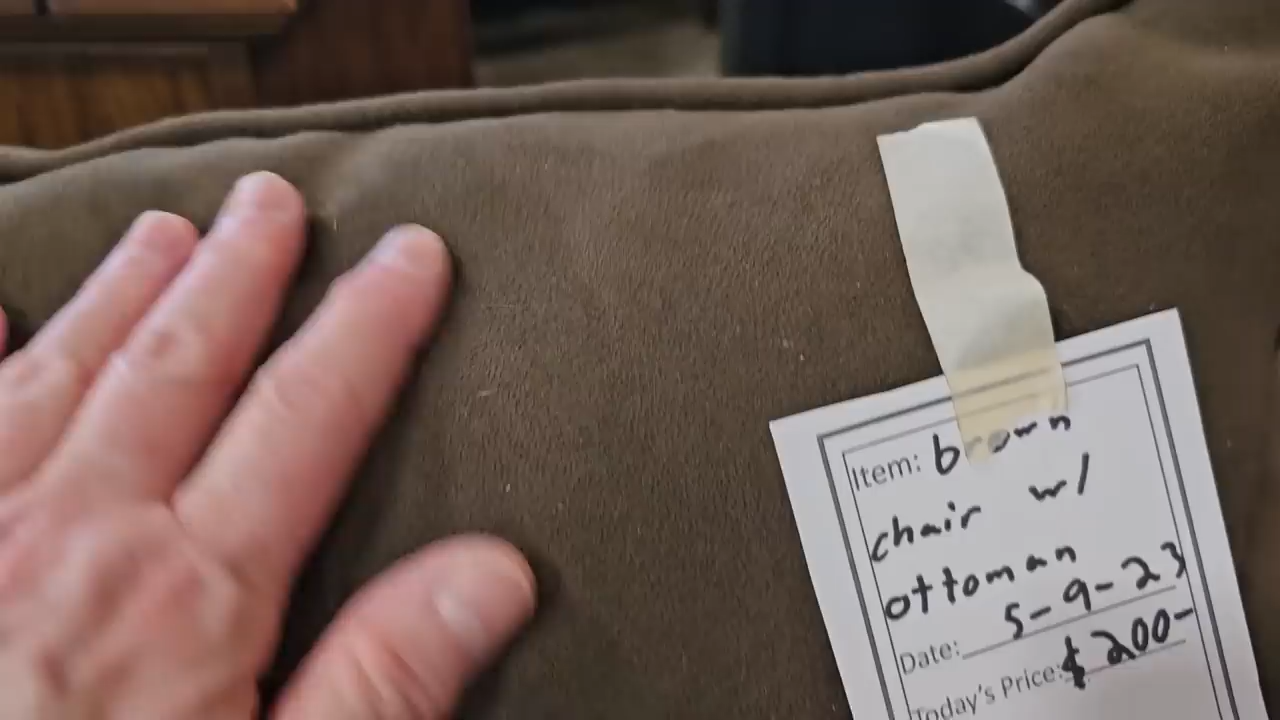 Item: brown
chair w/
ottoman
Date: 5-9-23
Today's Price: $200-